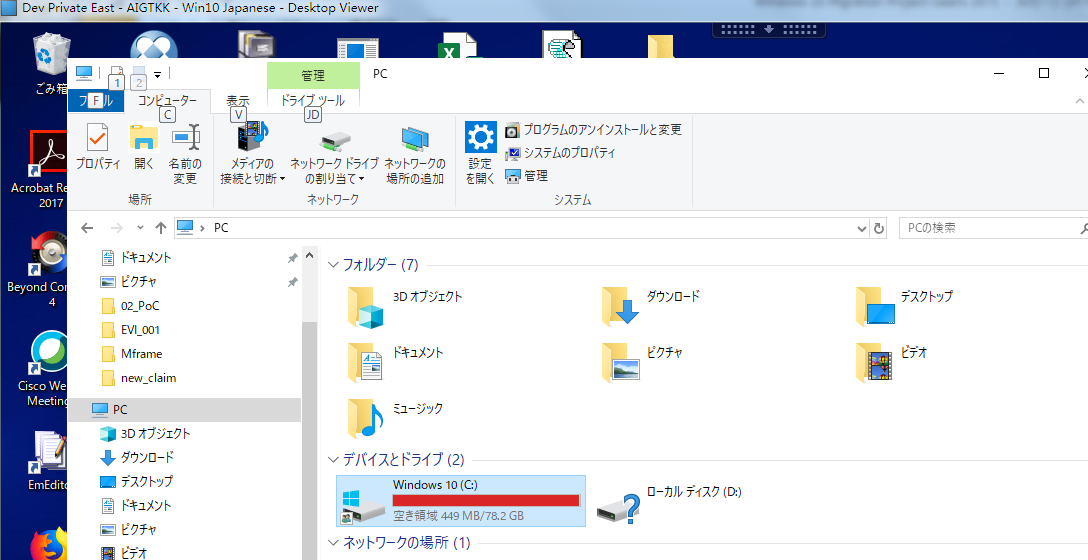 Dev Private East - AIGTKK - Win10 Japanese - Desktop Viewer
ごみ箱
Acrobat Re
2017
Beyond Co
4
Cisco We
Meeting
EmEdito
1
2
管理
PC
F
ル
コンピューター
C
表示
V
ドライブ ツール
JD
プロパティ
開く
名前の
変更
場所
メディアの
接続と切断
ネットワーク ドライブ
の割り当て
ネットワークの
場所の追加
ネットワーク
設定
を開く
プログラムのアンインストールと変更
システムのプロパティ
管理
システム
PC
PCの検索
ドキュメント
ピクチャ
02_PoC
EVI_001
Mframe
new_claim
PC
3D オブジェクト
ダウンロード
デスクトップ
ドキュメント
ピクチャ
ビデオ
フォルダー (7)
3D オブジェクト
ダウンロード
デスクトップ
ドキュメント
ピクチャ
ビデオ
ミュージック
デバイスとドライブ (2)
Windows 10 (C:)
空き領域 449 MB/78.2 GB
ローカル ディスク (D:)
ネットワークの場所 (1)